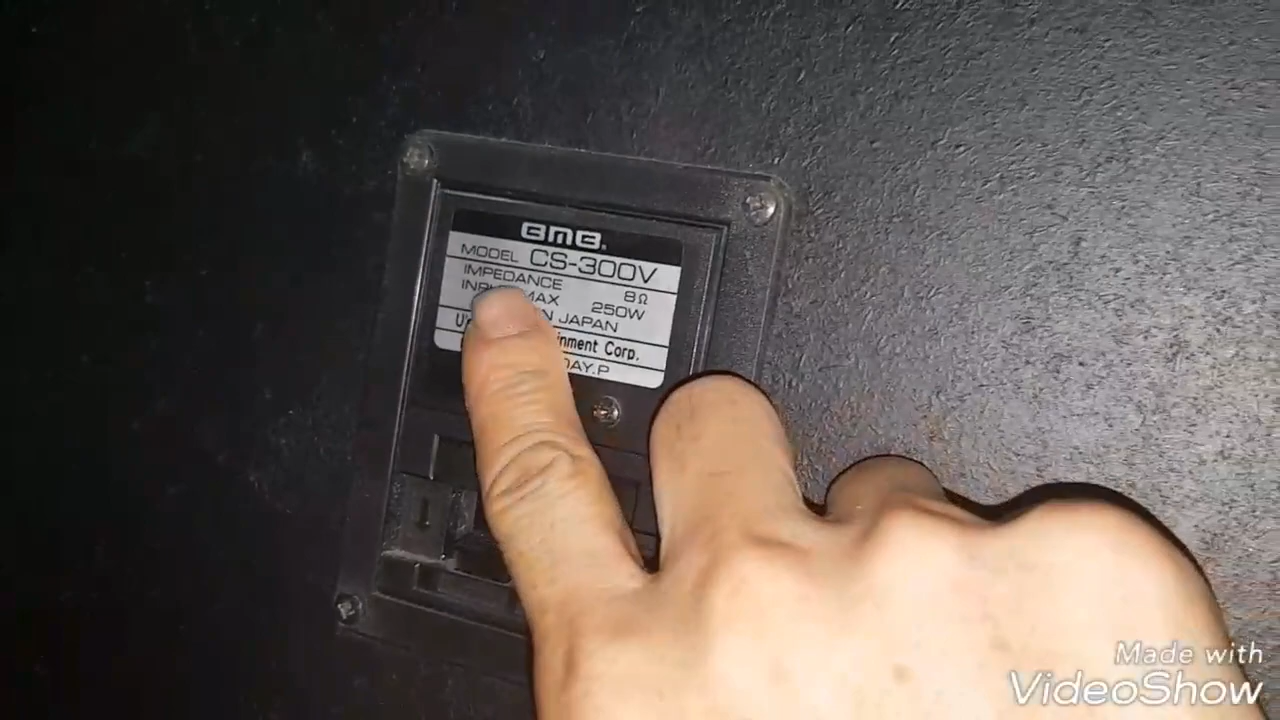 BMB.
MODEL CS-300V
IMPEDANCE 8Ω
MAX 250W
JAPAN
Corp.
Made with
VideoShow